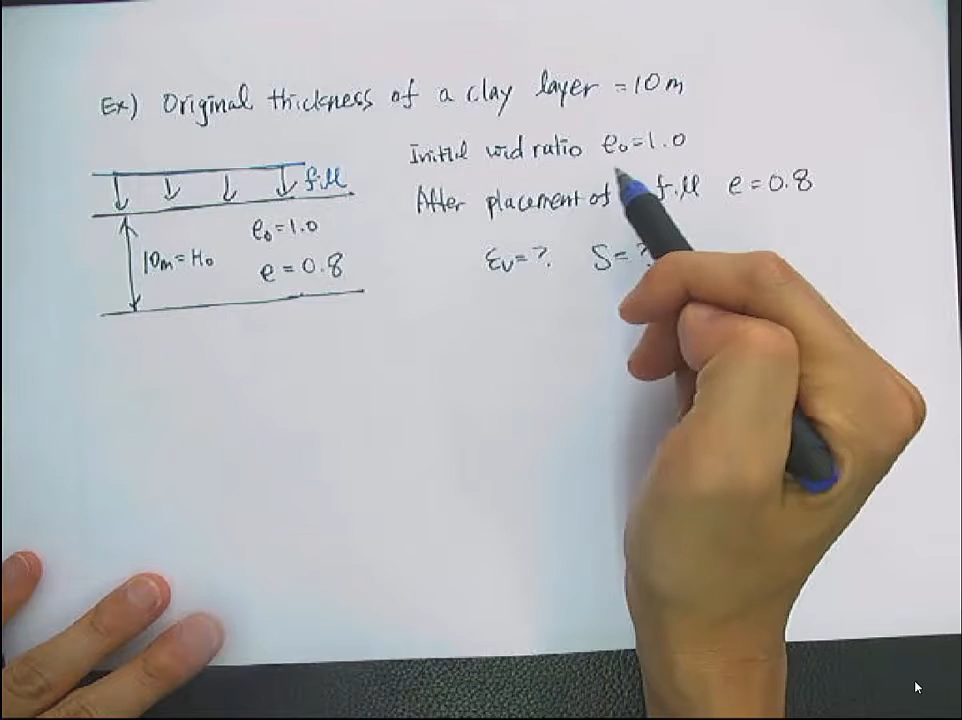 Ex) Original thickness of a clay layer = 10m
Initial void ratio e₀=1.0
After placement of fill e = 0.8
εv=? S=?
fill
e₀=1.0
10m=H₀
e = 0.8